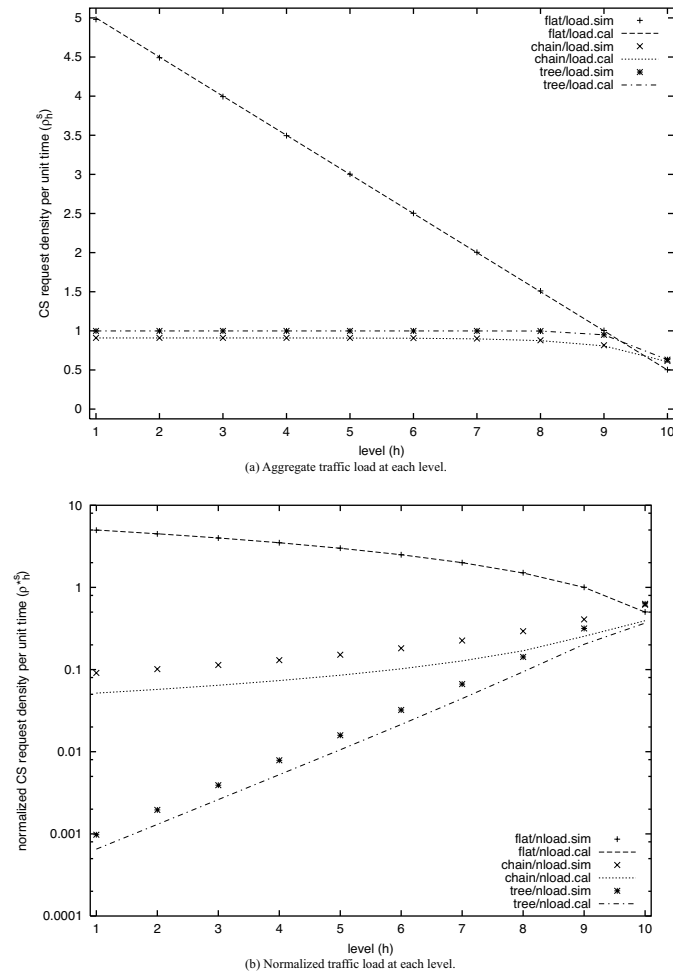 flat/load.sim
flat/load.cal
chain/load.sim
chain/load.cal
tree/load.sim
tree/load.cal
CS request density per unit time (ρ_h^s)
5
4.5
4
3.5
3
2.5
2
1.5
1
0.5
0
1 2 3 4 5 6 7 8 9 10
level (h)
(a) Aggregate traffic load at each level.
normalized CS request density per unit time (ρ*_h^s)
10
1
0.1
0.01
0.001
0.0001
flat/nload.sim
flat/nload.cal
chain/nload.sim
chain/nload.cal
tree/nload.sim
tree/nload.cal
1 2 3 4 5 6 7 8 9 10
level (h)
(b) Normalized traffic load at each level.